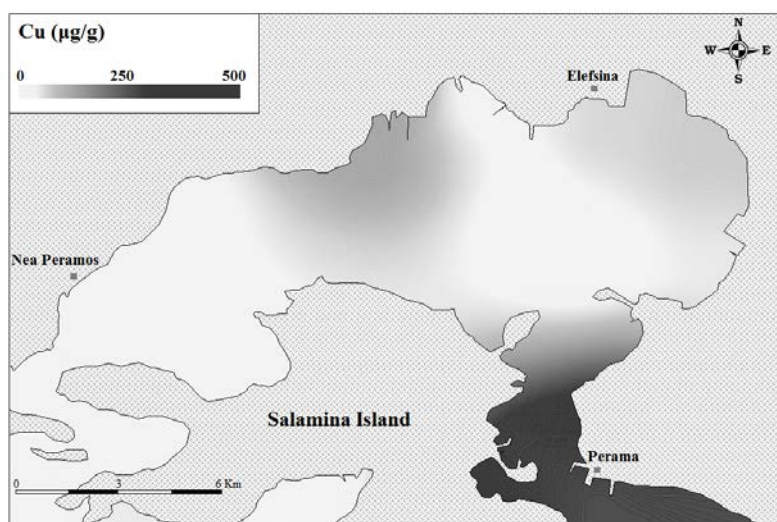 Cu (µg/g)
0 250 500
N
W E
S
Elefsina
Nea Peramos
Salamina Island
Perama
0 3 6 Km